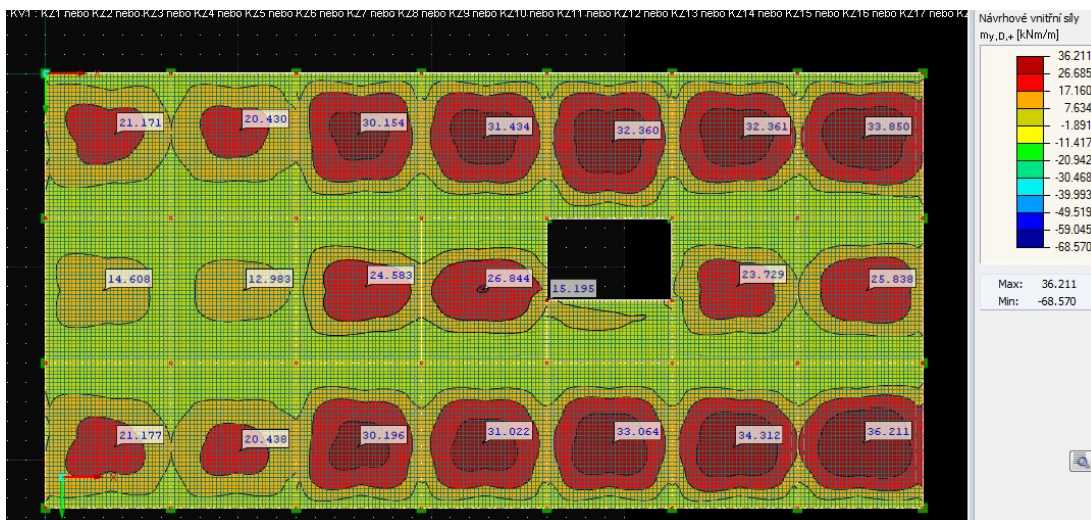 KV1 : KZ1 nebo KZ2 nebo KZ3 nebo KZ4 nebo KZ5 nebo KZ6 nebo KZ7 nebo KZ8 nebo KZ9 nebo KZ10 nebo KZ11 nebo KZ12 nebo KZ13 nebo KZ14 nebo KZ15 nebo KZ16 nebo KZ17 nebo
Návrhové vnitřní síly
my,D,+ [kNm/m]
36.211
26.685
17.160
7.634
-1.891
-11.417
-20.942
-30.468
-39.993
-49.519
-59.045
-68.570
Max: 36.211
Min: -68.570
21.171 20.430 30.154 31.434 32.360 32.361 33.850
14.608 12.983 24.583 26.844 15.195 23.729 25.838
21.177 20.438 30.196 31.022 33.064 34.312 36.211
X